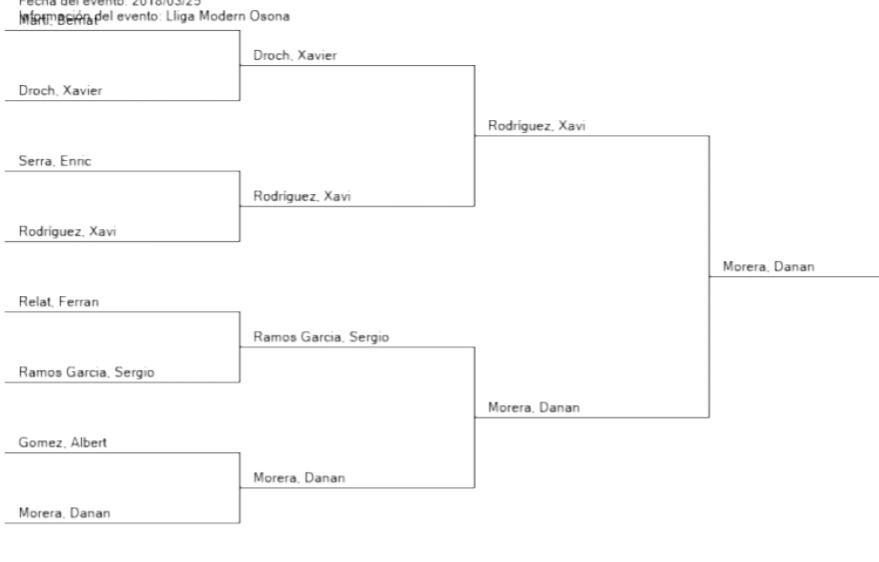 Fecha del evento: 2018/03/25
Información del evento: Lliga Modern Osona
Martí, Bernat
Droch, Xavier
Droch, Xavier
Rodríguez, Xavi
Serra, Enric
Rodríguez, Xavi
Rodríguez, Xavi
Morera, Danan
Relat, Ferran
Ramos Garcia, Sergio
Ramos Garcia, Sergio
Morera, Danan
Gomez, Albert
Morera, Danan
Morera, Danan